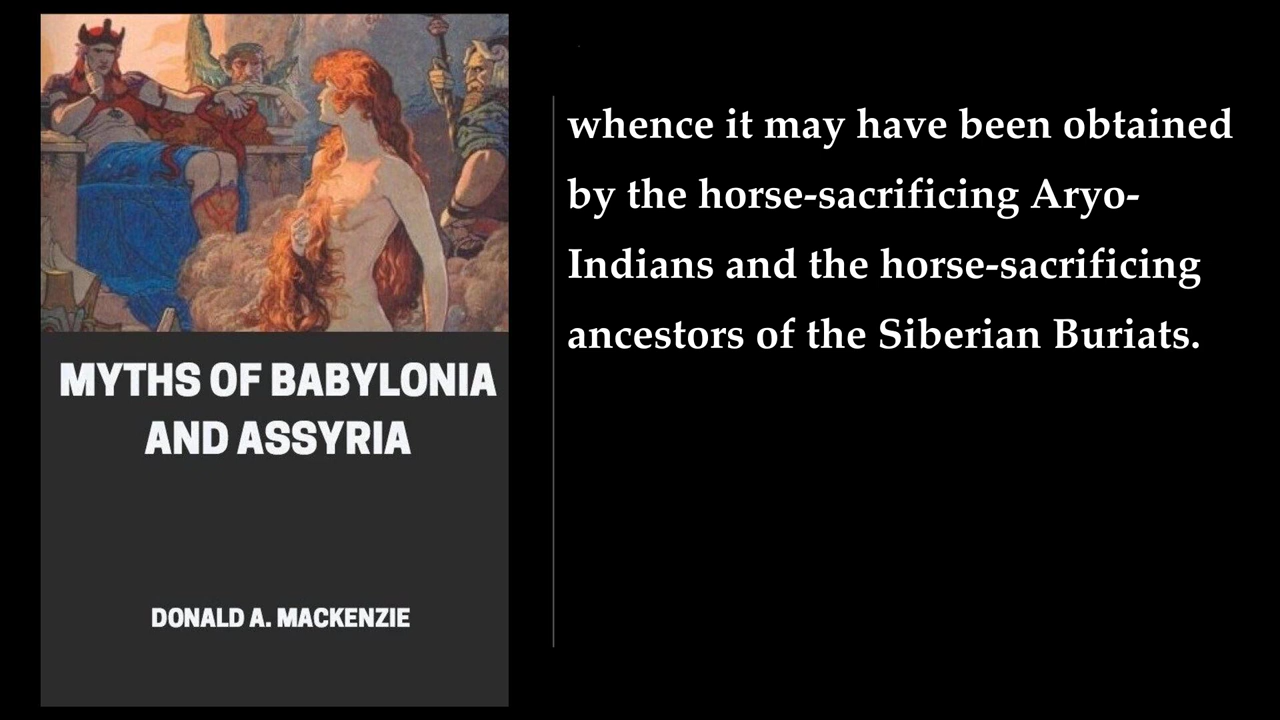 MYTHS OF BABYLONIA
AND ASSYRIA
DONALD A. MACKENZIE
whence it may have been obtained
by the horse-sacrificing Aryo-
Indians and the horse-sacrificing
ancestors of the Siberian Buriats.